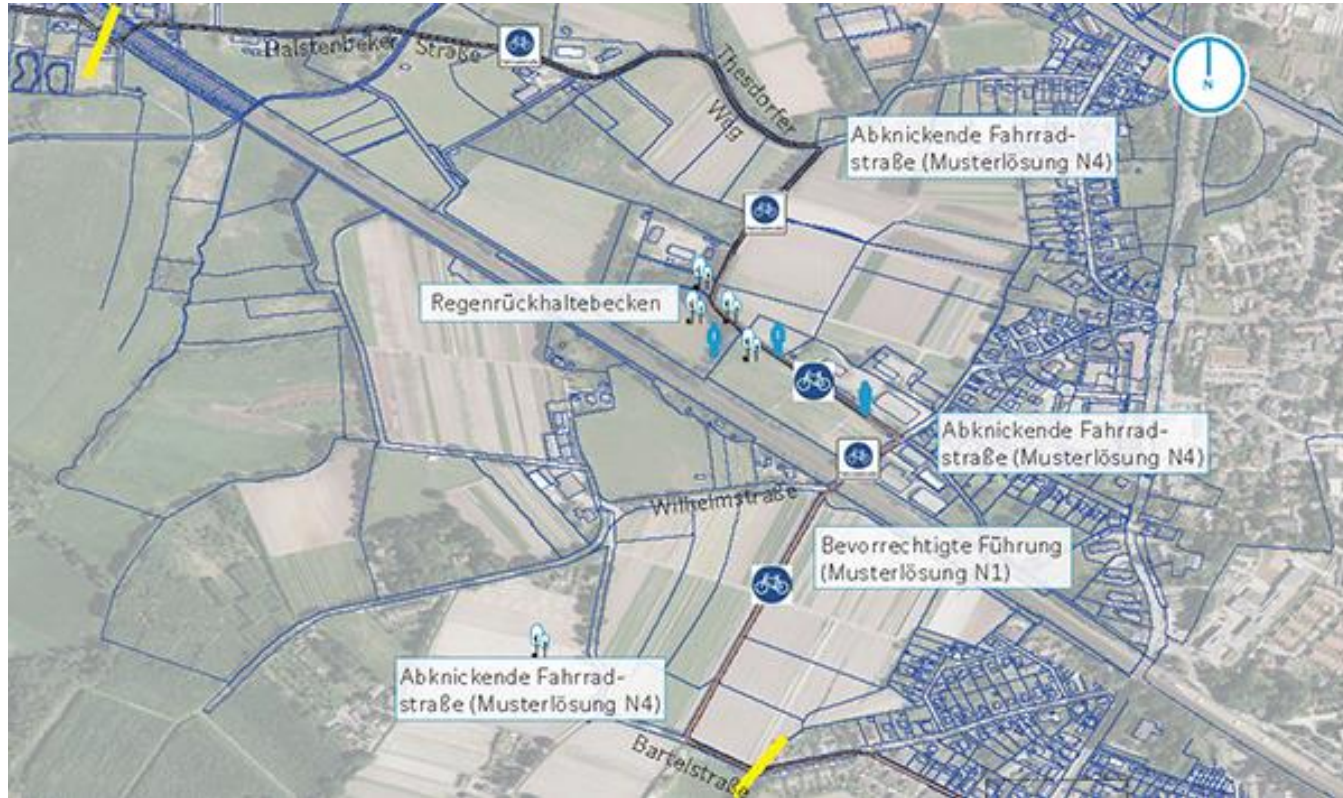 Halstenbeker Straße
Thesdorfer
Weg
N
Abknickende Fahrrad-
straße (Musterlösung N4)
Regenrückhaltebecken
Abknickende Fahrrad-
straße (Musterlösung N4)
Wilhelmstraße
Bevorrechtigte Führung
(Musterlösung N1)
Abknickende Fahrrad-
straße (Musterlösung N4)
Bartelstraße